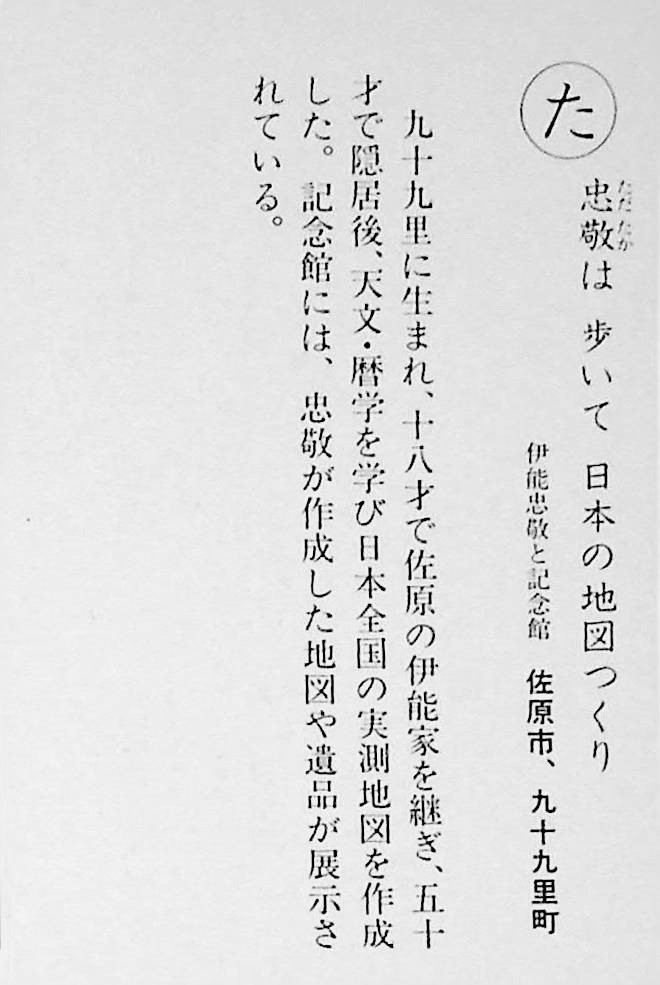 た
忠敬は 歩いて 日本の地図つくり
ただたか
伊能忠敬と記念館 佐原市、九十九里町
九十九里に生まれ、十八才で佐原の伊能家を継ぎ、五十
才で隠居後、天文・暦学を学び日本全国の実測地図を作成
した。記念館には、忠敬が作成した地図や遺品が展示さ
れている。